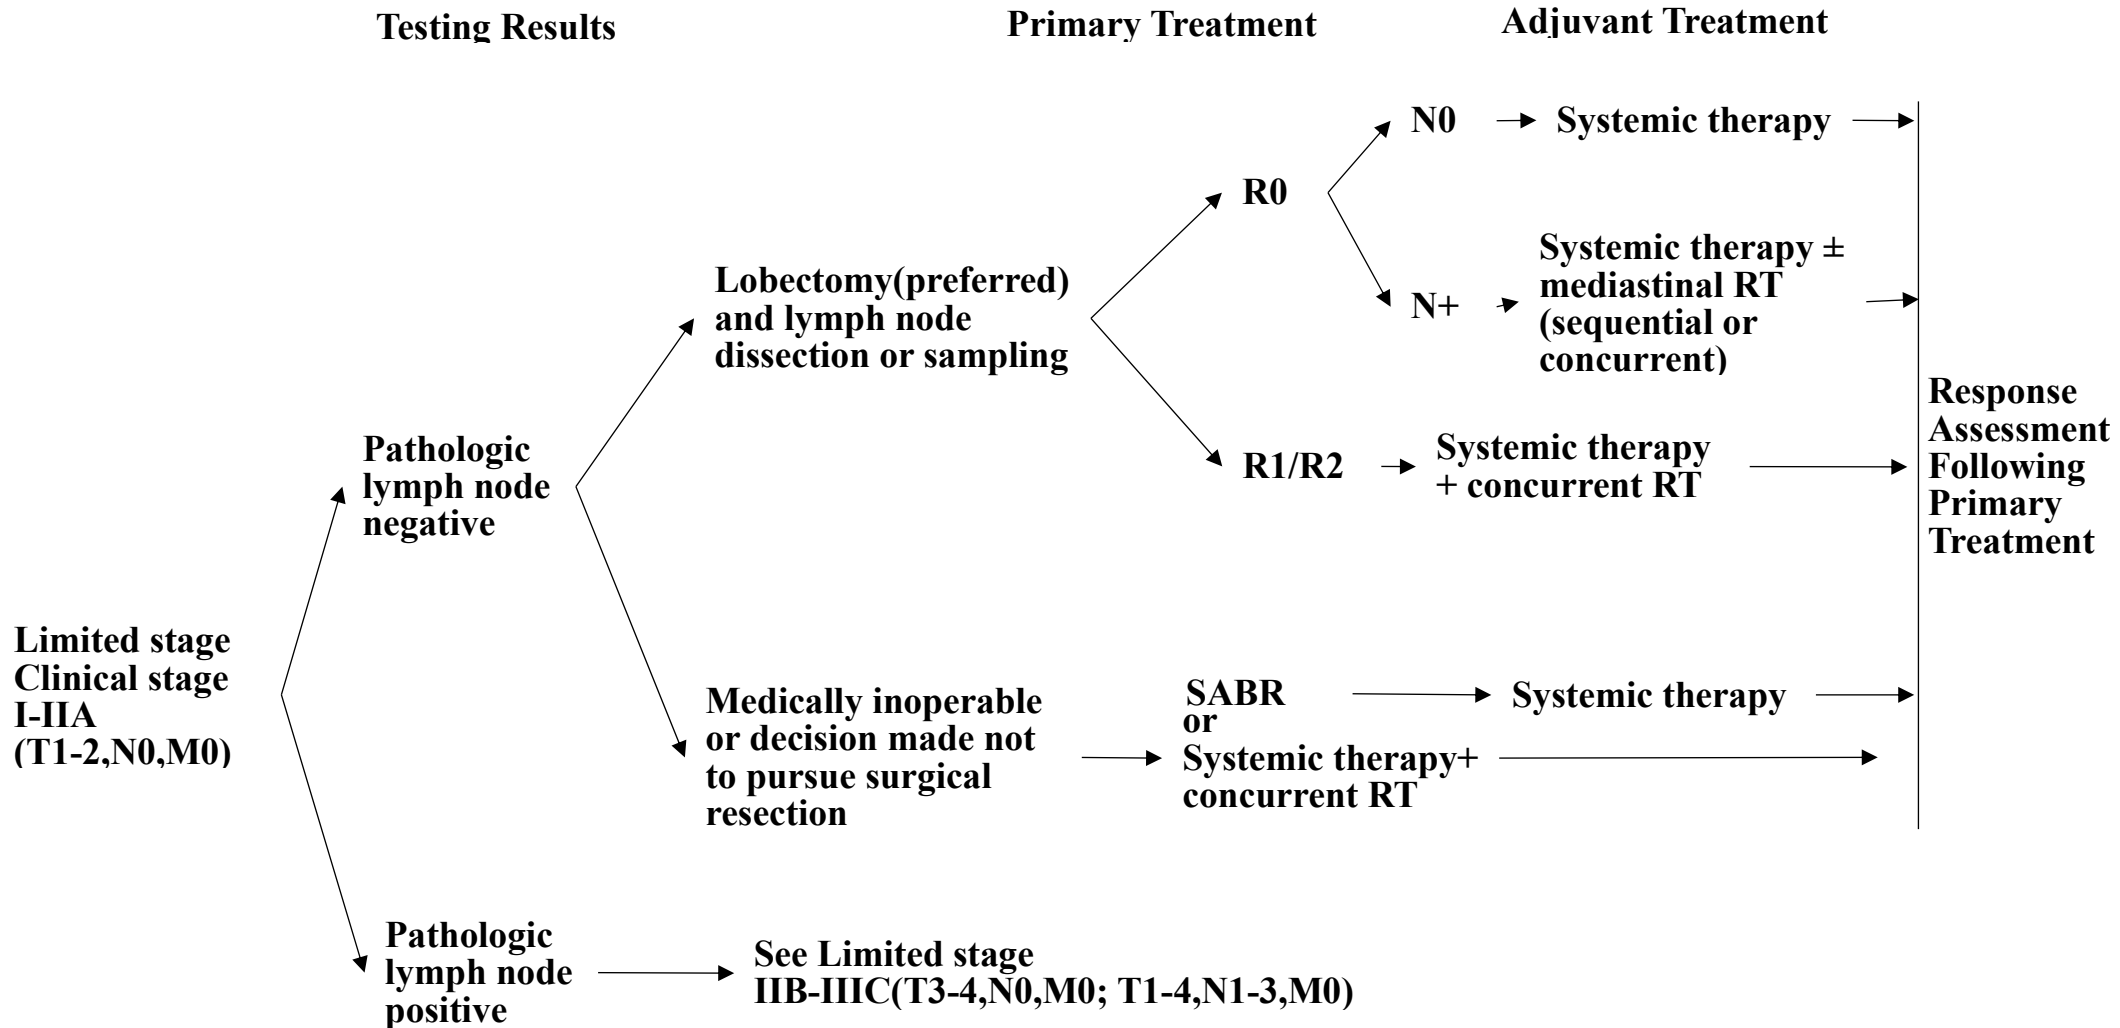 Testing Results
Primary Treatment
Adjuvant Treatment
N0
Systemic therapy
R0
Systemic therapy ±
mediastinal RT
(sequential or
concurrent)
N+
Lobectomy(preferred)
and lymph node
dissection or sampling
Response
Assessment
Following
Primary
Treatment
Pathologic
lymph node
negative
R1/R2
Systemic therapy
+ concurrent RT
Limited stage
Clinical stage
I-IIA
(T1-2,N0,M0)
Medically inoperable
or decision made not
to pursue surgical
resection
SABR
or
Systemic therapy+
concurrent RT
Systemic therapy
Pathologic
lymph node
positive
See Limited stage
IIB-IIIC(T3-4,N0,M0; T1-4,N1-3,M0)